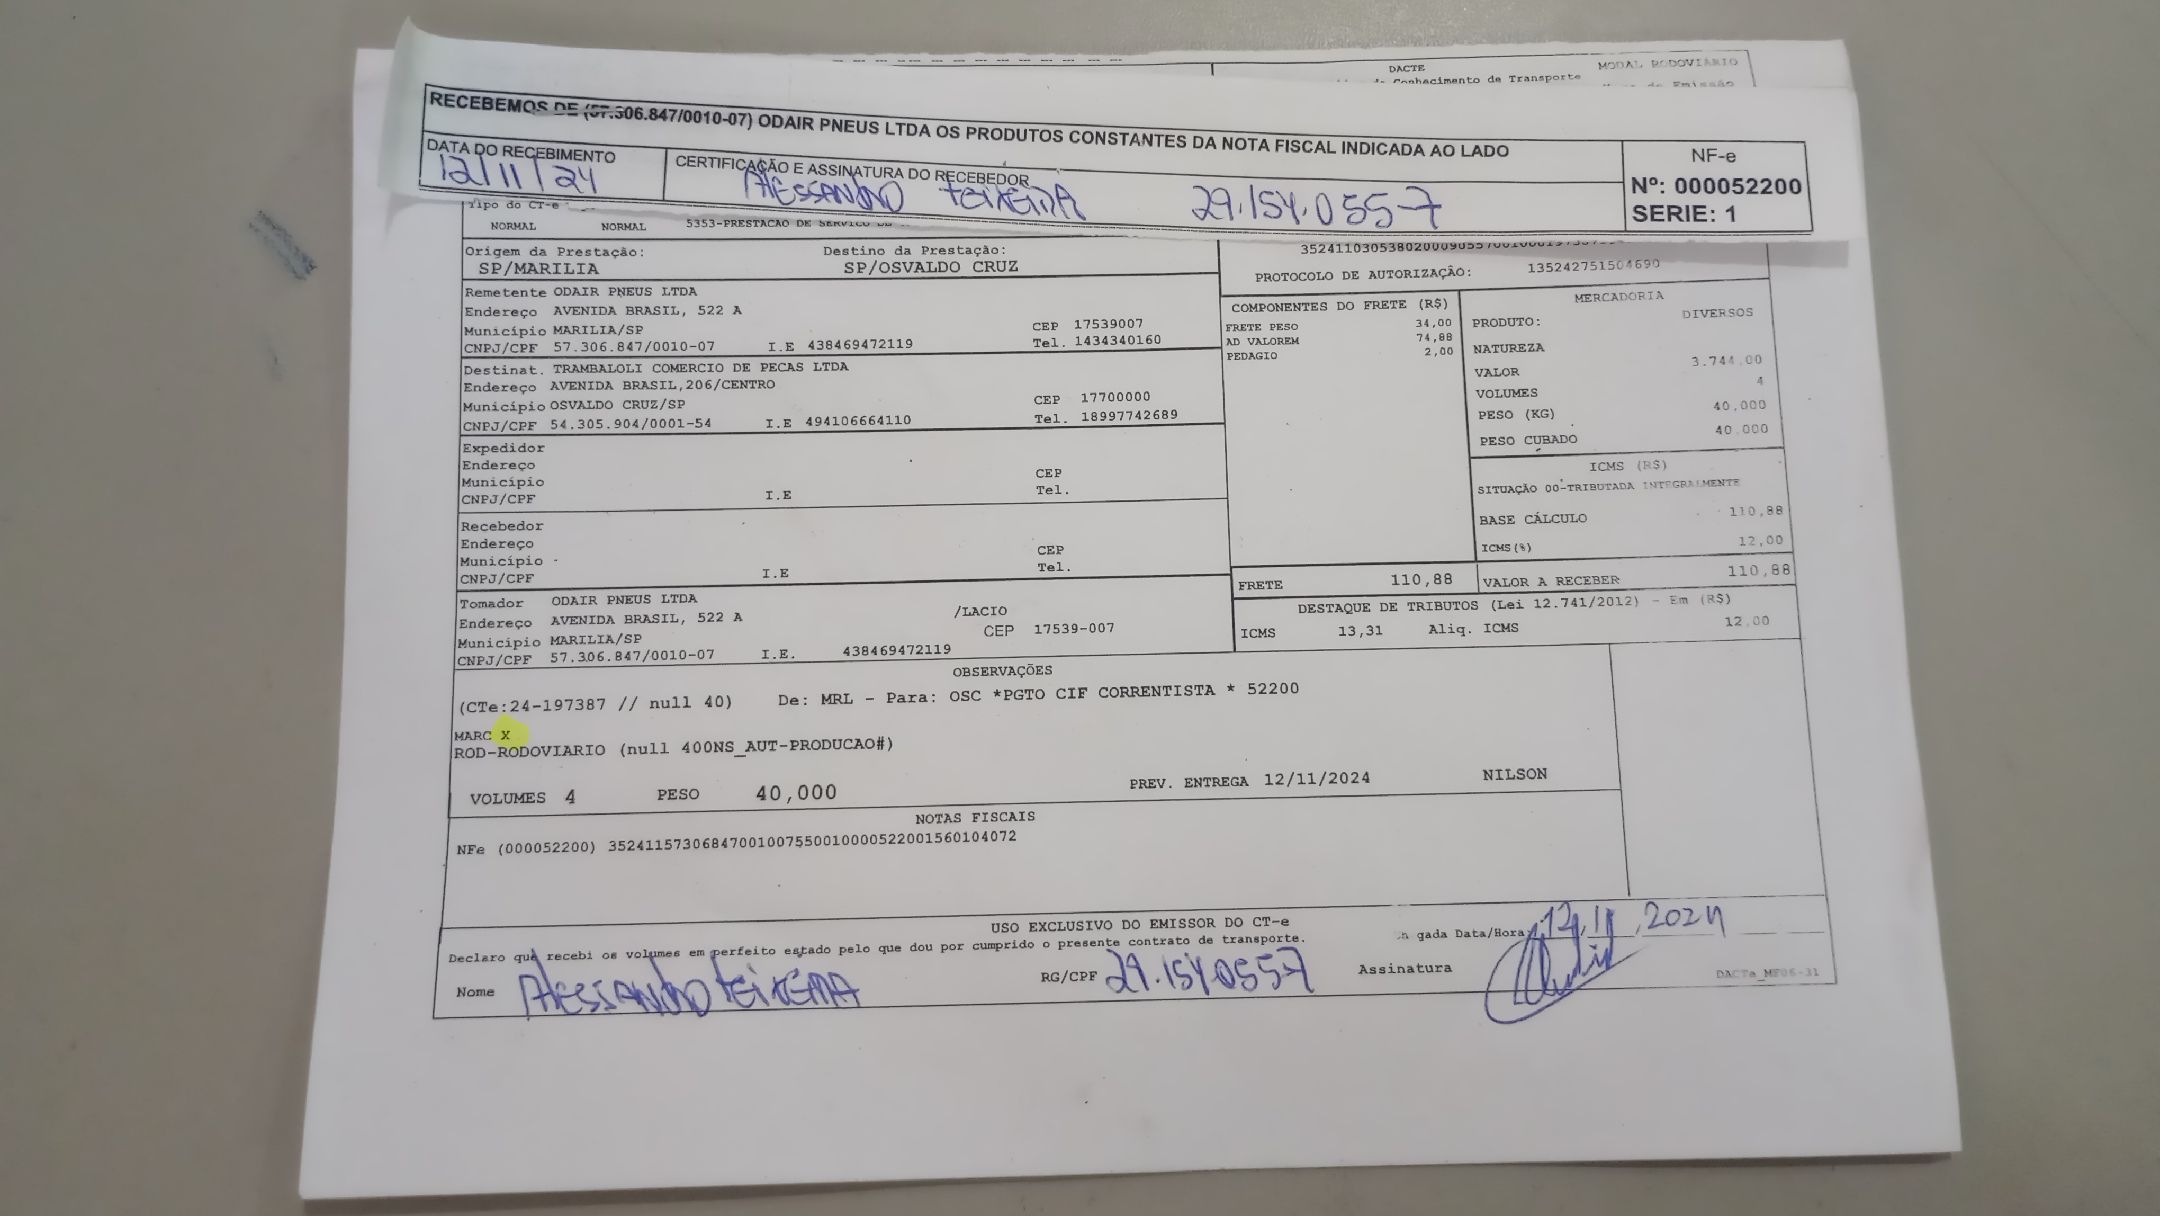 DACTE MODAL RODOVIÁRIO
Conhecimento de Transporte
RECEBEMOS DE (57.306.847/0010-07) ODAIR PNEUS LTDA OS PRODUTOS CONSTANTES DA NOTA FISCAL INDICADA AO LADO
NF-e
Nº: 000052200
SERIE: 1
DATA DO RECEBIMENTO
12/11/24
CERTIFICAÇÃO E ASSINATURA DO RECEBEDOR
ALESSANDRO TEIXEIRA 29.154.055-7
Tipo do CT-e
NORMAL NORMAL 5353-PRESTACAO DE SERVICO DE
Origem da Prestação: Destino da Prestação:
SP/MARILIA SP/OSVALDO CRUZ
PROTOCOLO DE AUTORIZAÇÃO: 135242751504690
Remetente ODAIR PNEUS LTDA
Endereço AVENIDA BRASIL, 522 A
Município MARILIA/SP CEP 17539007
CNPJ/CPF 57.306.847/0010-07 I.E 438469472119 Tel. 1434340160
Destinat. TRAMBALOLI COMERCIO DE PECAS LTDA
Endereço AVENIDA BRASIL,206/CENTRO
Município OSVALDO CRUZ/SP CEP 17700000
CNPJ/CPF 54.305.904/0001-54 I.E 494106664110 Tel. 18997742689
Expedidor
Endereço
Município CEP
CNPJ/CPF I.E Tel.
Recebedor
Endereço
Município CEP
CNPJ/CPF I.E Tel.
Tomador ODAIR PNEUS LTDA
Endereço AVENIDA BRASIL, 522 A /LACIO
Município MARILIA/SP CEP 17539-007
CNPJ/CPF 57.306.847/0010-07 I.E. 438469472119
COMPONENTES DO FRETE (R$)
FRETE PESO 34,00
AD VALOREM 74,88
PEDAGIO 2,00
MERCADORIA
PRODUTO: DIVERSOS
NATUREZA
VALOR 3.744,00
VOLUMES 4
PESO (KG) 40,000
PESO CUBADO 40,000
ICMS (R$)
SITUAÇÃO 00-TRIBUTADA INTEGRALMENTE
BASE CÁLCULO 110,88
ICMS(%) 12,00
FRETE 110,88 VALOR A RECEBER 110,88
DESTAQUE DE TRIBUTOS (Lei 12.741/2012) - Em (R$)
ICMS 13,31 Aliq. ICMS 12,00
OBSERVAÇÕES
(CTe:24-197387 // null 40) De: MRL - Para: OSC *PGTO CIF CORRENTISTA * 52200
MARC X
ROD-RODOVIARIO (null 400NS_AUT-PRODUCAO#)
VOLUMES 4 PESO 40,000 PREV. ENTREGA 12/11/2024 NILSON
NOTAS FISCAIS
NFe (000052200) 35241157306847001007550010000522001560104072
USO EXCLUSIVO DO EMISSOR DO CT-e
Declaro que recebi os volumes em perfeito estado pelo que dou por cumprido o presente contrato de transporte.
gada Data/Hora 12/11/2024
Nome ALESSANDRO TEIXEIRA RG/CPF 29.154.055-7 Assinatura
DACTe_MF06-31